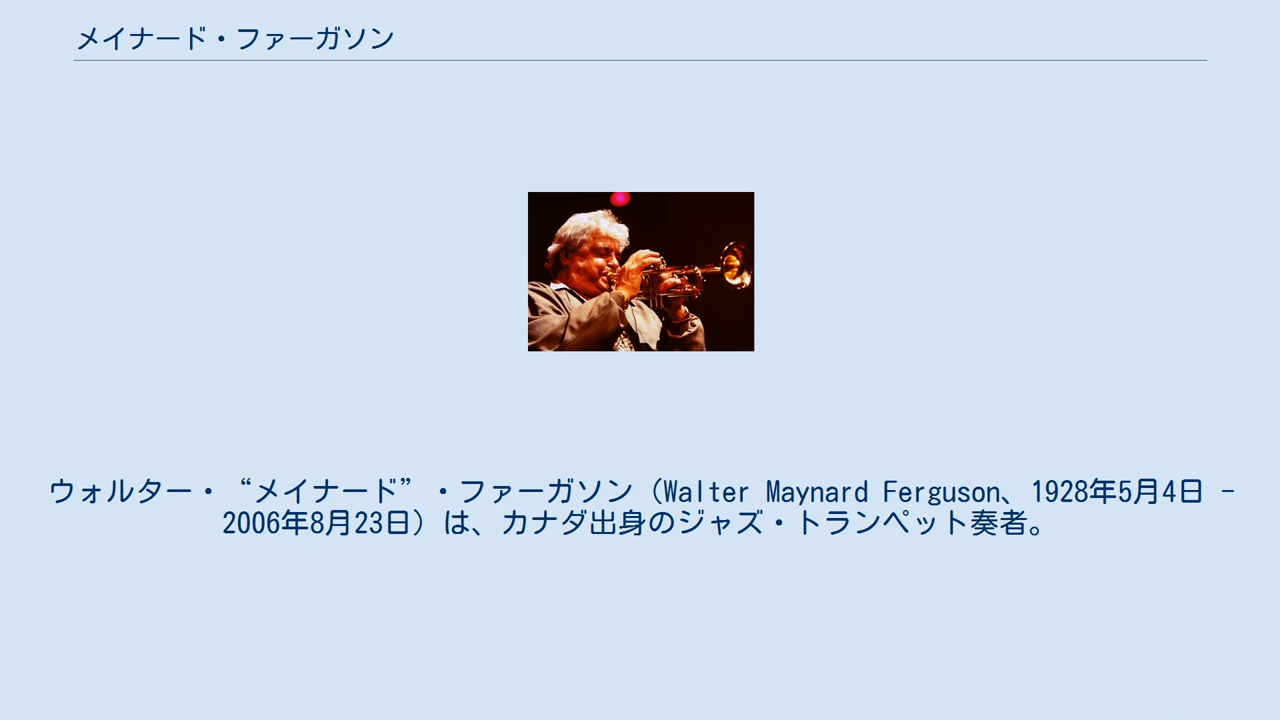 メイナード・ファーガソン
ウォルター・“メイナード”・ファーガソン（Walter Maynard Ferguson、1928年5月4日 -
2006年8月23日）は、カナダ出身のジャズ・トランペット奏者。